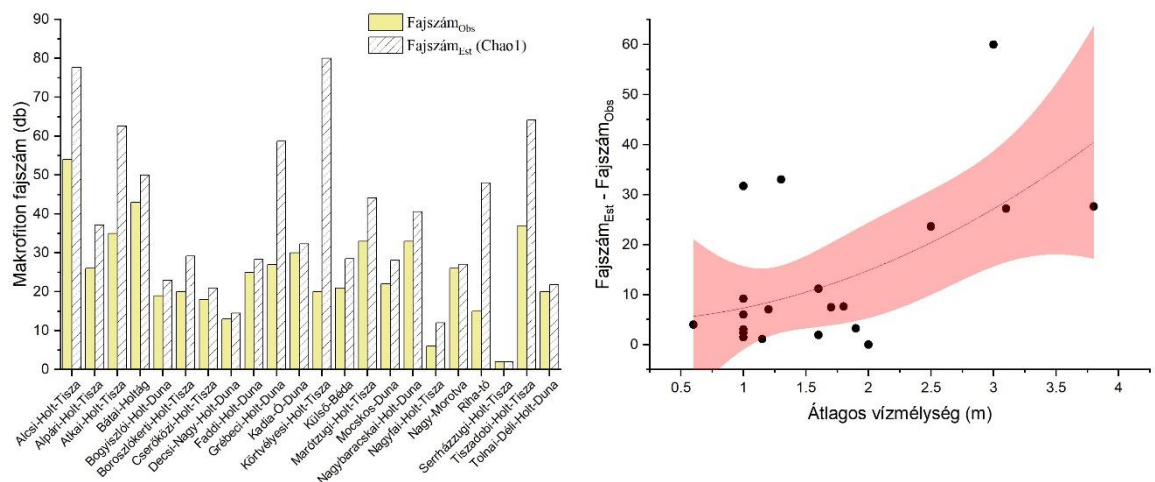 Makrofiton fajszám (db)
90
80
70
60
50
40
30
20
10
0
Fajszám_Obs
Fajszám_Est (Chao1)
Alcsi-Holt-Tisza
Alpári-Holt-Tisza
Atkai-Holt-Tisza
Bátai-Holtág
Bogyiszlói-Holt-Duna
Boroszlókerti-Holt-Tisza
Cserőközi-Holt-Tisza
Decsi-Nagy-Holt-Duna
Faddi-Holt-Duna
Grébeci-Holt-Duna
Kadia-Ó-Duna
Körtvélyesi-Holt-Tisza
Külső-Béda
Marótzugi-Holt-Tisza
Mocskos-Duna
Nagybaracskai-Holt-Duna
Nagyfai-Holt-Tisza
Nagy-Morotva
Riha-tó
Serházzugi-Holt-Tisza
Tiszadobi-Holt-Tisza
Tolnai-Déli-Holt-Duna
Fajszám_Est - Fajszám_Obs
60
50
40
30
20
10
0
0.5 1 1.5 2 2.5 3 3.5 4
Átlagos vízmélység (m)